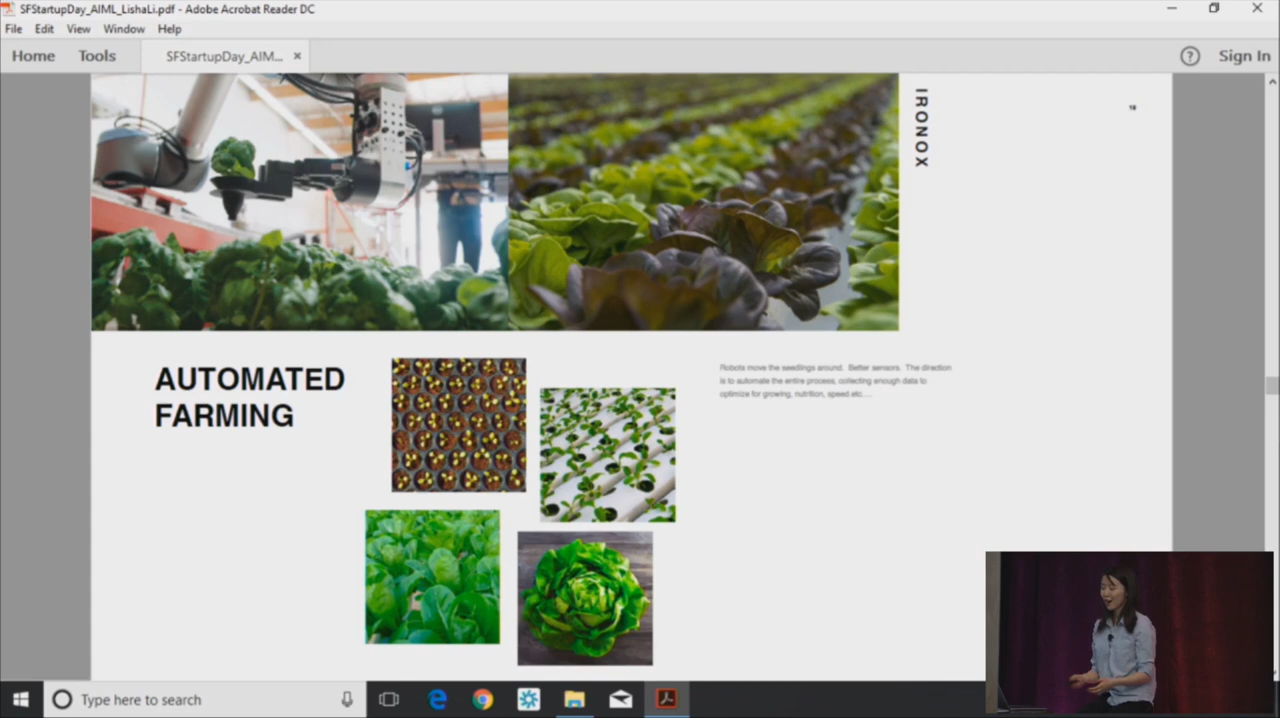 SFStartupDay_AIML_LishaLi.pdf - Adobe Acrobat Reader DC
File Edit View Window Help
Home Tools SFStartupDay_AIM... × ? Sign In
IRONOX
18
AUTOMATED
FARMING
Robots move the seedlings around. Better sensors. The direction
is to automate the entire process, collecting enough data to
optimize for growing, nutrition, speed etc....
Type here to search